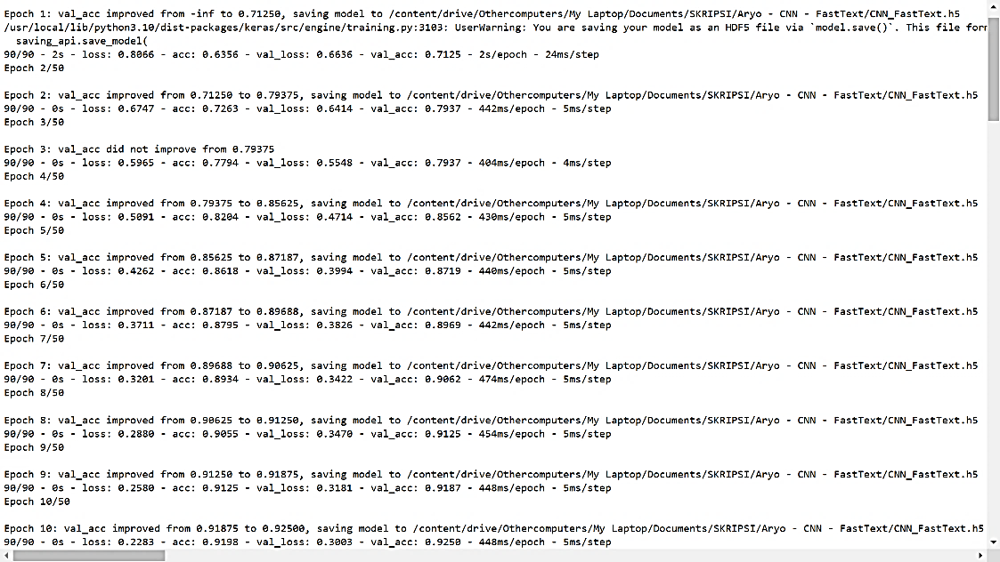 Epoch 1: val_acc improved from -inf to 0.71250, saving model to /content/drive/Othercomputers/My Laptop/Documents/SKRIPSI/Aryo - CNN - FastText/CNN_FastText.h5
/usr/local/lib/python3.10/dist-packages/keras/src/engine/training.py:3103: UserWarning: You are saving your model as an HDF5 file via `model.save()`. This file for
saving_api.save_model(
90/90 - 2s - loss: 0.8066 - acc: 0.6356 - val_loss: 0.6636 - val_acc: 0.7125 - 2s/epoch - 24ms/step
Epoch 2/50
Epoch 2: val_acc improved from 0.71250 to 0.79375, saving model to /content/drive/Othercomputers/My Laptop/Documents/SKRIPSI/Aryo - CNN - FastText/CNN_FastText.h5
90/90 - 0s - loss: 0.6747 - acc: 0.7263 - val_loss: 0.6414 - val_acc: 0.7937 - 442ms/epoch - 5ms/step
Epoch 3/50
Epoch 3: val_acc did not improve from 0.79375
90/90 - 0s - loss: 0.5965 - acc: 0.7794 - val_loss: 0.5548 - val_acc: 0.7937 - 404ms/epoch - 4ms/step
Epoch 4/50
Epoch 4: val_acc improved from 0.79375 to 0.85625, saving model to /content/drive/Othercomputers/My Laptop/Documents/SKRIPSI/Aryo - CNN - FastText/CNN_FastText.h5
90/90 - 0s - loss: 0.5091 - acc: 0.8204 - val_loss: 0.4714 - val_acc: 0.8562 - 430ms/epoch - 5ms/step
Epoch 5/50
Epoch 5: val_acc improved from 0.85625 to 0.87187, saving model to /content/drive/Othercomputers/My Laptop/Documents/SKRIPSI/Aryo - CNN - FastText/CNN_FastText.h5
90/90 - 0s - loss: 0.4262 - acc: 0.8618 - val_loss: 0.3994 - val_acc: 0.8719 - 440ms/epoch - 5ms/step
Epoch 6/50
Epoch 6: val_acc improved from 0.87187 to 0.89688, saving model to /content/drive/Othercomputers/My Laptop/Documents/SKRIPSI/Aryo - CNN - FastText/CNN_FastText.h5
90/90 - 0s - loss: 0.3711 - acc: 0.8795 - val_loss: 0.3826 - val_acc: 0.8969 - 442ms/epoch - 5ms/step
Epoch 7/50
Epoch 7: val_acc improved from 0.89688 to 0.90625, saving model to /content/drive/Othercomputers/My Laptop/Documents/SKRIPSI/Aryo - CNN - FastText/CNN_FastText.h5
90/90 - 0s - loss: 0.3201 - acc: 0.8934 - val_loss: 0.3422 - val_acc: 0.9062 - 474ms/epoch - 5ms/step
Epoch 8/50
Epoch 8: val_acc improved from 0.90625 to 0.91250, saving model to /content/drive/Othercomputers/My Laptop/Documents/SKRIPSI/Aryo - CNN - FastText/CNN_FastText.h5
90/90 - 0s - loss: 0.2880 - acc: 0.9055 - val_loss: 0.3470 - val_acc: 0.9125 - 454ms/epoch - 5ms/step
Epoch 9/50
Epoch 9: val_acc improved from 0.91250 to 0.91875, saving model to /content/drive/Othercomputers/My Laptop/Documents/SKRIPSI/Aryo - CNN - FastText/CNN_FastText.h5
90/90 - 0s - loss: 0.2580 - acc: 0.9125 - val_loss: 0.3181 - val_acc: 0.9187 - 448ms/epoch - 5ms/step
Epoch 10/50
Epoch 10: val_acc improved from 0.91875 to 0.92500, saving model to /content/drive/Othercomputers/My Laptop/Documents/SKRIPSI/Aryo - CNN - FastText/CNN_FastText.h5
90/90 - 0s - loss: 0.2283 - acc: 0.9198 - val_loss: 0.3003 - val_acc: 0.9250 - 448ms/epoch - 5ms/step